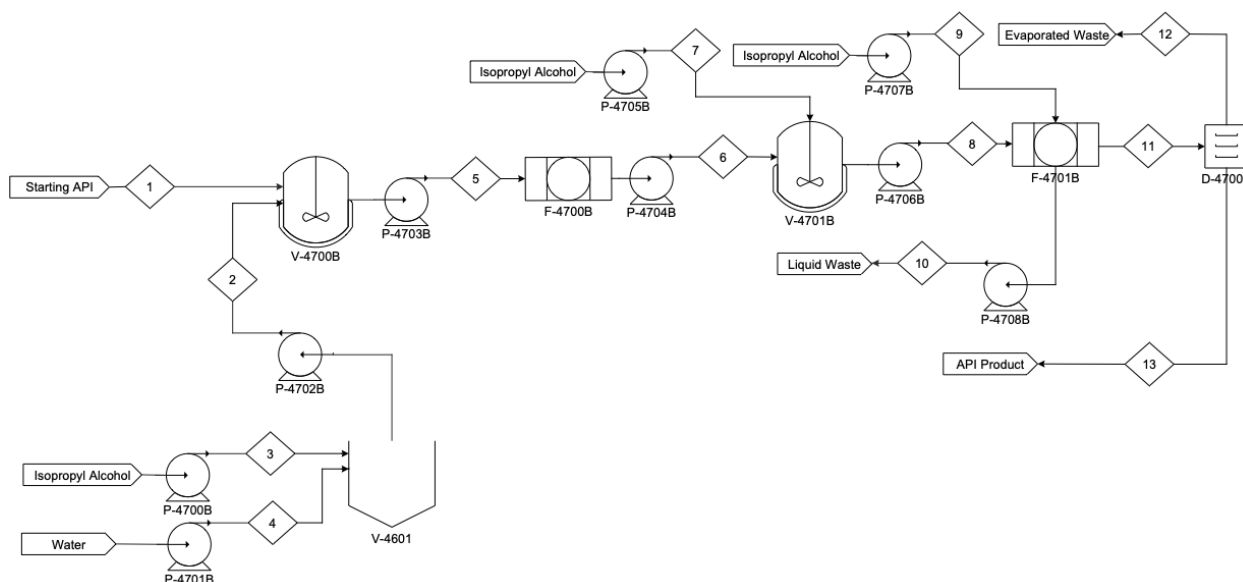 Evaporated Waste
12
9
7
Isopropyl Alcohol
P-4707B
Isopropyl Alcohol
P-4705B
8
11
6
F-4701B
D-4700
P-4706B
5
Starting API
1
F-4700B
P-4704B
V-4701B
P-4703B
V-4700B
Liquid Waste
10
2
P-4708B
API Product
13
P-4702B
3
Isopropyl Alcohol
P-4700B
4
V-4601
Water
P-4701B